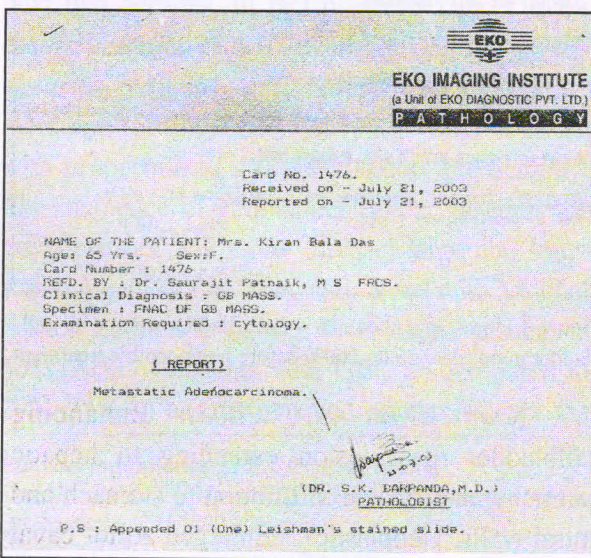 EKO
EKO IMAGING INSTITUTE
(a Unit of EKO DIAGNOSTIC PVT. LTD.)
PATHOLOGY
Card No. 1476.
Received on - July 21, 2003
Reported on - July 21, 2003
NAME OF THE PATIENT: Mrs. Kiran Bala Das
Age: 65 Yrs. Sex:F.
Card Number : 1476
REFD. BY : Dr. Saurajit Patnaik, M S FRCS.
Clinical Diagnosis : GB MASS.
Specimen : FNAC OF GB MASS.
Examination Required : cytology.
( REPORT)
Metastatic Adenocarcinoma.
(DR. S.K. DARPANDA,M.D.)
PATHOLOGIST
P.S : Appended 01 (One) Leishman's stained slide.